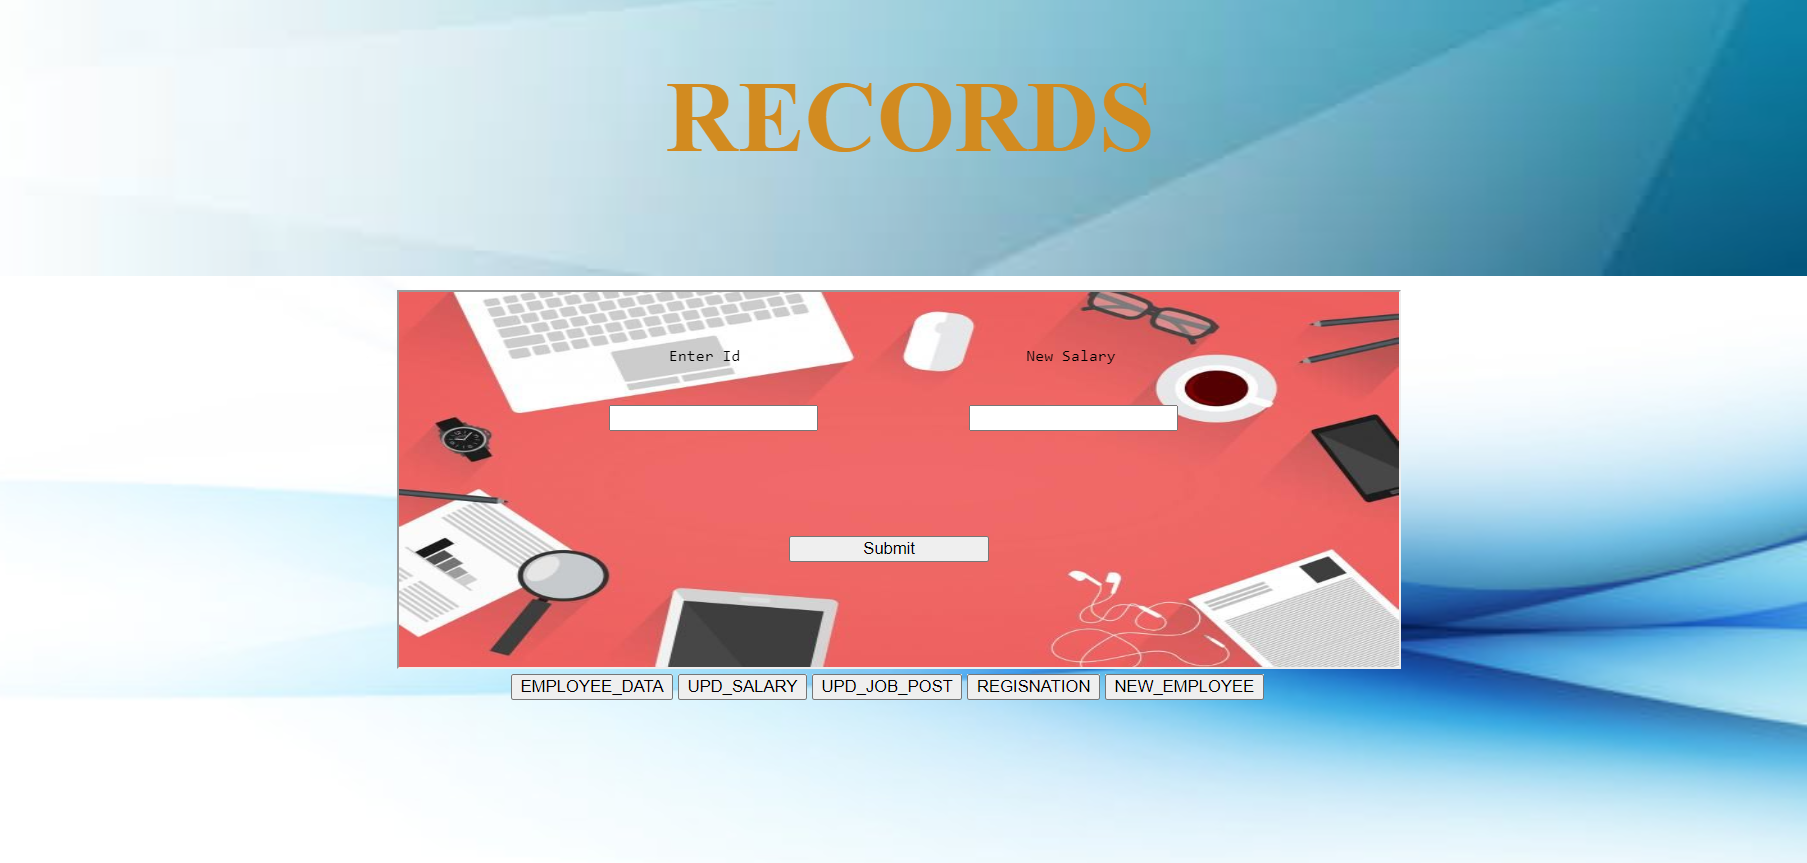 RECORDS
Enter Id New Salary
Submit
EMPLOYEE_DATA UPD_SALARY UPD_JOB_POST REGISNATION NEW_EMPLOYEE